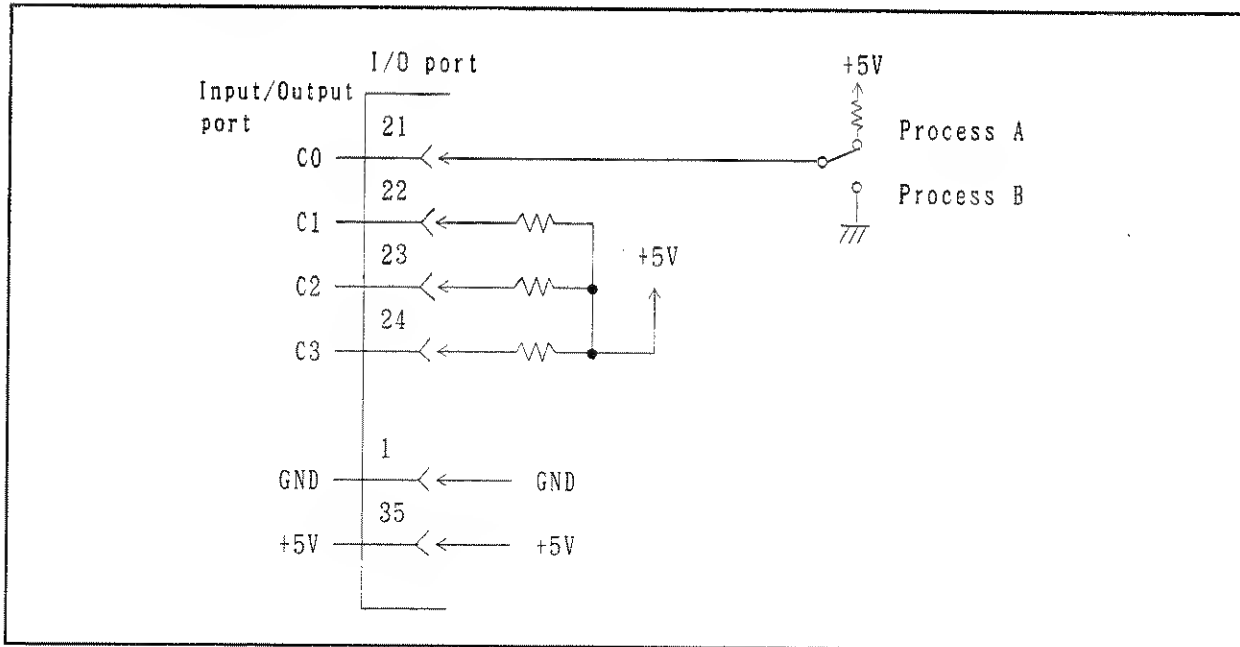 I/O port
Input/Output
port
+5V
21
Process A
C0
22
Process B
C1
23
+5V
C2
24
C3
1
GND
GND
35
+5V
+5V